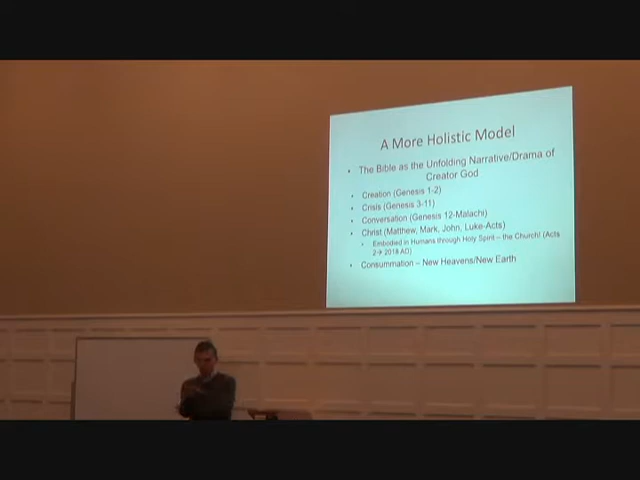 A More Holistic Model
• The Bible as the Unfolding Narrative/Drama of
Creator God
• Creation (Genesis 1-2)
• Crisis (Genesis 3-11)
• Conversation (Genesis 12-Malachi)
• Christ (Matthew, Mark, John, Luke-Acts)
• Embodied in Humans through Holy Spirit – the Church! (Acts
2→ 2018 AD)
• Consummation – New Heavens/New Earth